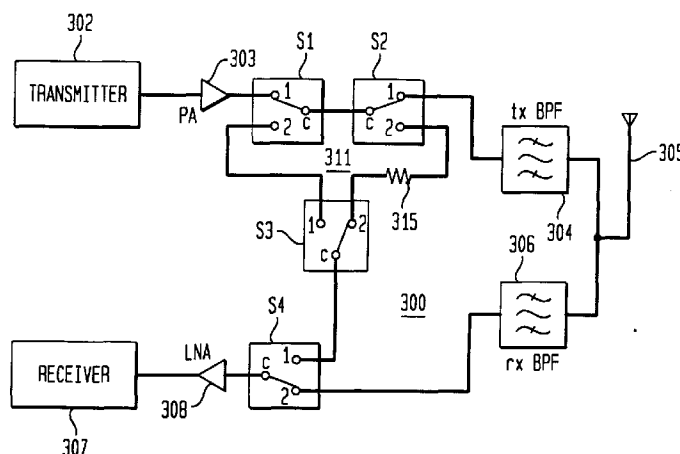 302
303
S1
S2
TRANSMITTER
PA
1
2
C
1
2
C
tx BPF
304
305
311
315
S3
1
2
C
306
rx BPF
300
S4
C
1
2
LNA
308
RECEIVER
307